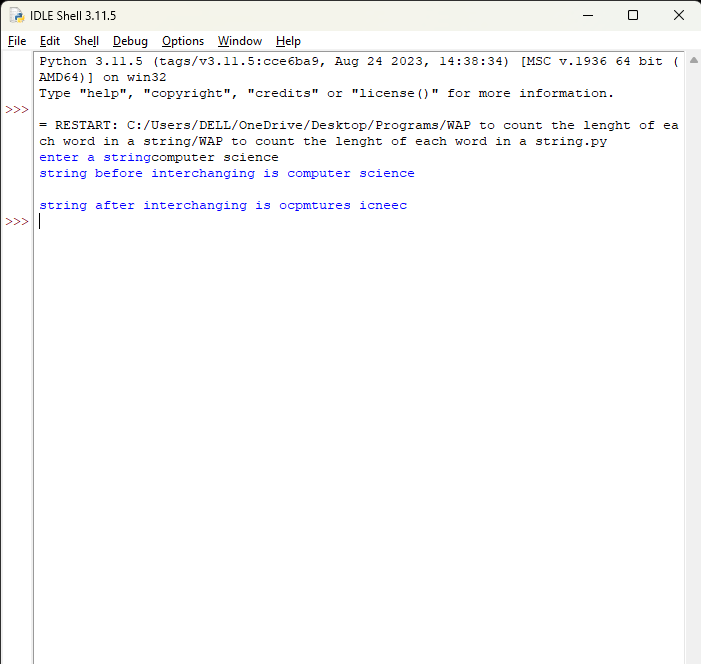 IDLE Shell 3.11.5
File Edit Shell Debug Options Window Help
Python 3.11.5 (tags/v3.11.5:cce6ba9, Aug 24 2023, 14:38:34) [MSC v.1936 64 bit (
AMD64)] on win32
Type "help", "copyright", "credits" or "license()" for more information.
>>>
= RESTART: C:/Users/DELL/OneDrive/Desktop/Programs/WAP to count the lenght of ea
ch word in a string/WAP to count the lenght of each word in a string.py
enter a stringcomputer science
string before interchanging is computer science
string after interchanging is ocpmtures icneec
>>>